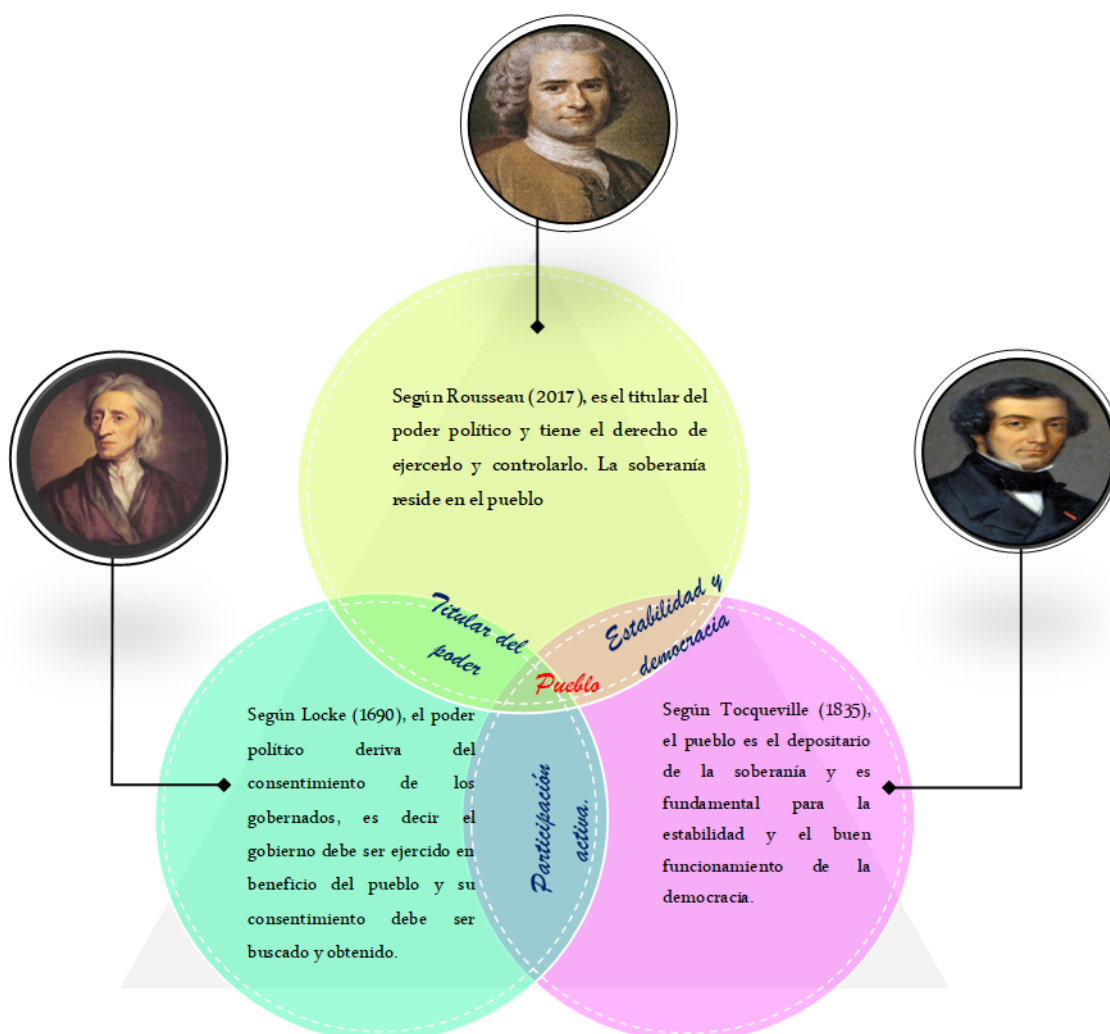 Según Rousseau (2017), es el titular del
poder político y tiene el derecho de
ejercerlo y controlarlo. La soberanía
reside en el pueblo
Titular del
poder
Estabilidad y
democracia
Pueblo
Según Locke (1690), el poder
político deriva del
consentimiento de los
gobernados, es decir el
gobierno debe ser ejercido en
beneficio del pueblo y su
consentimiento debe ser
buscado y obtenido.
Participación
activa.
Según Tocqueville (1835),
el pueblo es el depositario
de la soberanía y es
fundamental para la
estabilidad y el buen
funcionamiento de la
democracia.